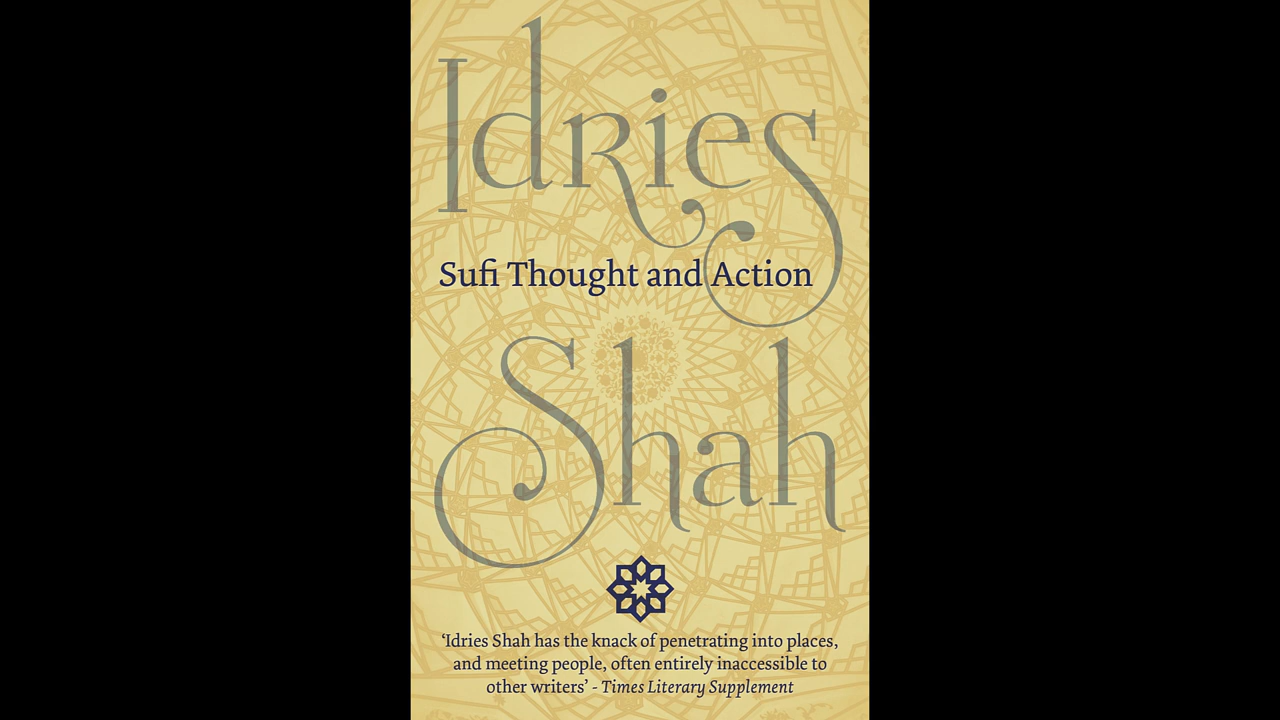 Idries
Sufi Thought and Action
Shah
‘Idries Shah has the knack of penetrating into places,
and meeting people, often entirely inaccessible to
other writers’ - Times Literary Supplement